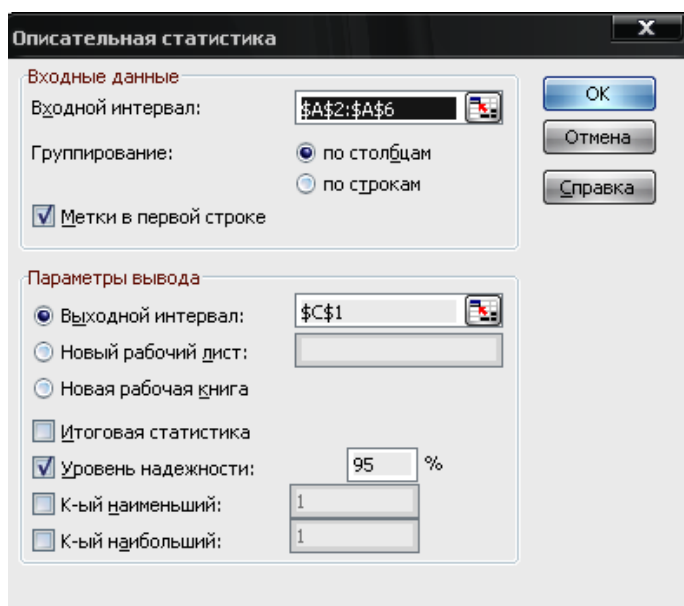 Описательная статистика
x
Входные данные
Входной интервал: $A$2:$A$6
Группирование: по столбцам
по строкам
Метки в первой строке
OK
Отмена
Справка
Параметры вывода
Выходной интервал: $C$1
Новый рабочий лист:
Новая рабочая книга
Итоговая статистика
Уровень надежности: 95 %
К-ый наименьший: 1
К-ый наибольший: 1